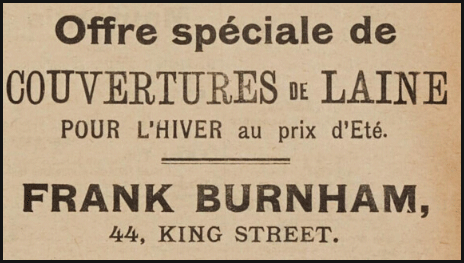 Offre spéciale de
COUVERTURES DE LAINE
POUR L'HIVER au prix d'Eté.
FRANK BURNHAM,
44, KING STREET.